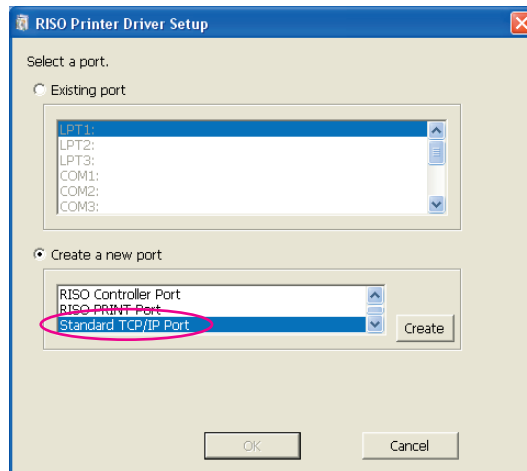 RISO Printer Driver Setup
Select a port.
Existing port
LPT1:
LPT2:
LPT3:
COM1:
COM2:
COM3:
Create a new port
RISO Controller Port
RISO PRINT Port
Standard TCP/IP Port
Create
OK
Cancel